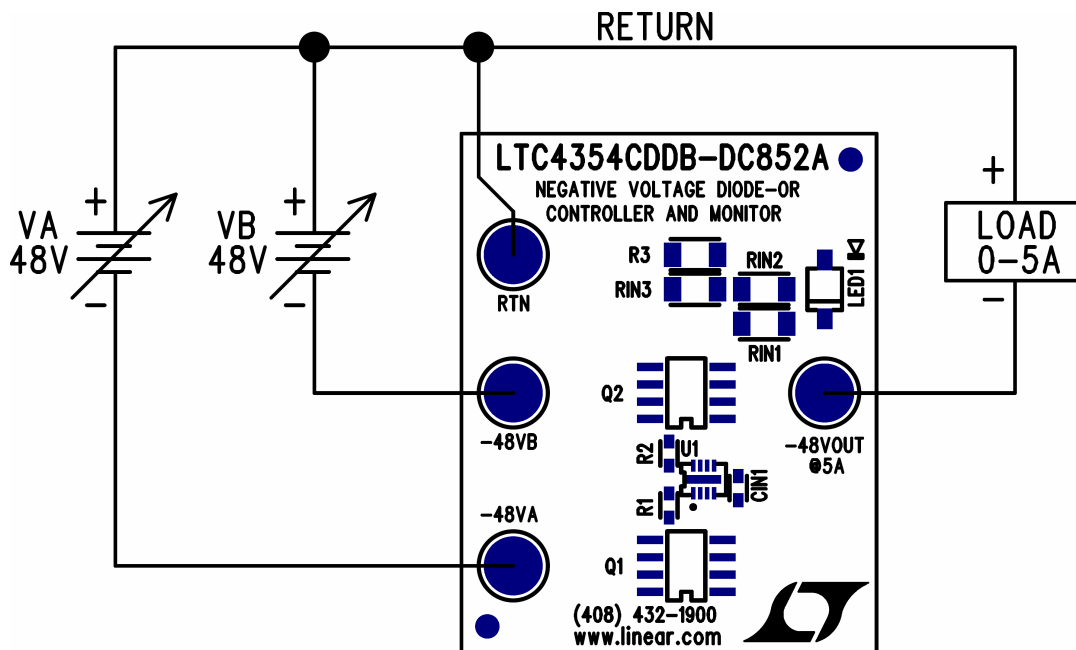 RETURN
LTC4354CDDB-DC852A
NEGATIVE VOLTAGE DIODE-OR
CONTROLLER AND MONITOR
+
VA
48V
−
+
VB
48V
−
+
LOAD
0-5A
−
RTN
R3
RIN3
RIN2
RIN1
LED1
-48VB
Q2
-48VOUT
@5A
R2
U1
CIN1
R1
-48VA
Q1
(408) 432-1900
www.linear.com